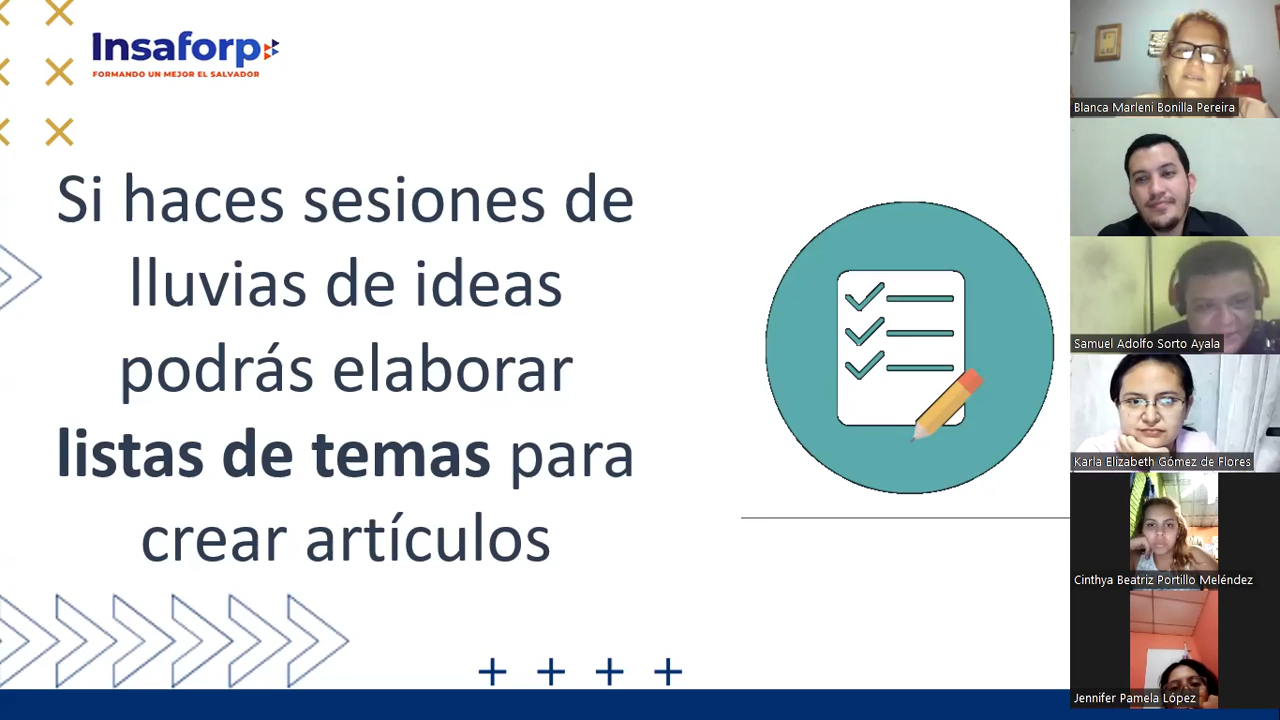 Insaforp
FORMANDO UN MEJOR EL SALVADOR
Si haces sesiones de
lluvias de ideas
podrás elaborar
listas de temas para
crear artículos
Blanca Marleni Bonilla Pereira
Samuel Adolfo Sorto Ayala
Karla Elizabeth Gómez de Flores
Cinthya Beatriz Portillo Meléndez
Jennifer Pamela López